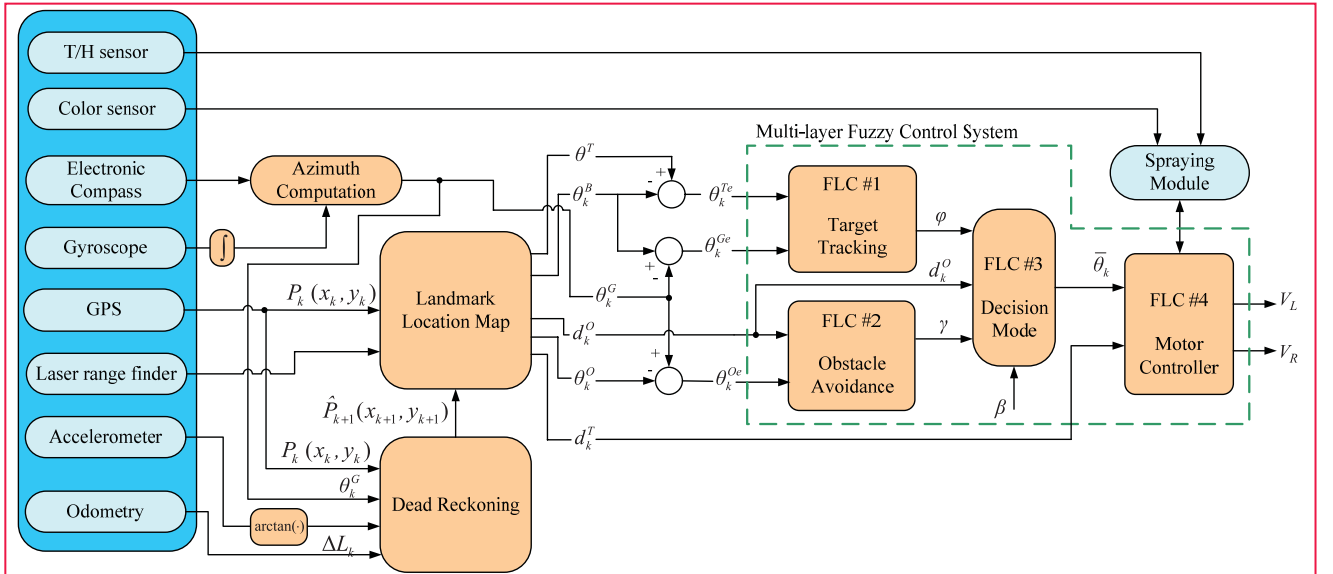 T/H sensor
Color sensor
Electronic
Compass
Gyroscope
GPS
Laser range finder
Accelerometer
Odometry
∫
arctan(·)
Azimuth
Computation
P_k (x_k, y_k)
Landmark
Location Map
P̂_{k+1}(x_{k+1}, y_{k+1})
P_k (x_k, y_k)
θ_k^G
ΔL_k
Dead Reckoning
θ^T
θ_k^B
θ_k^G
d_k^O
θ_k^O
d_k^T
- +
+ -
+ -
θ_k^{Te}
θ_k^{Ge}
θ_k^{Oe}
Multi-layer Fuzzy Control System
FLC #1
Target
Tracking
FLC #2
Obstacle
Avoidance
φ
d_k^O
γ
FLC #3
Decision
Mode
β
θ̄_k
Spraying
Module
FLC #4
Motor
Controller
V_L
V_R